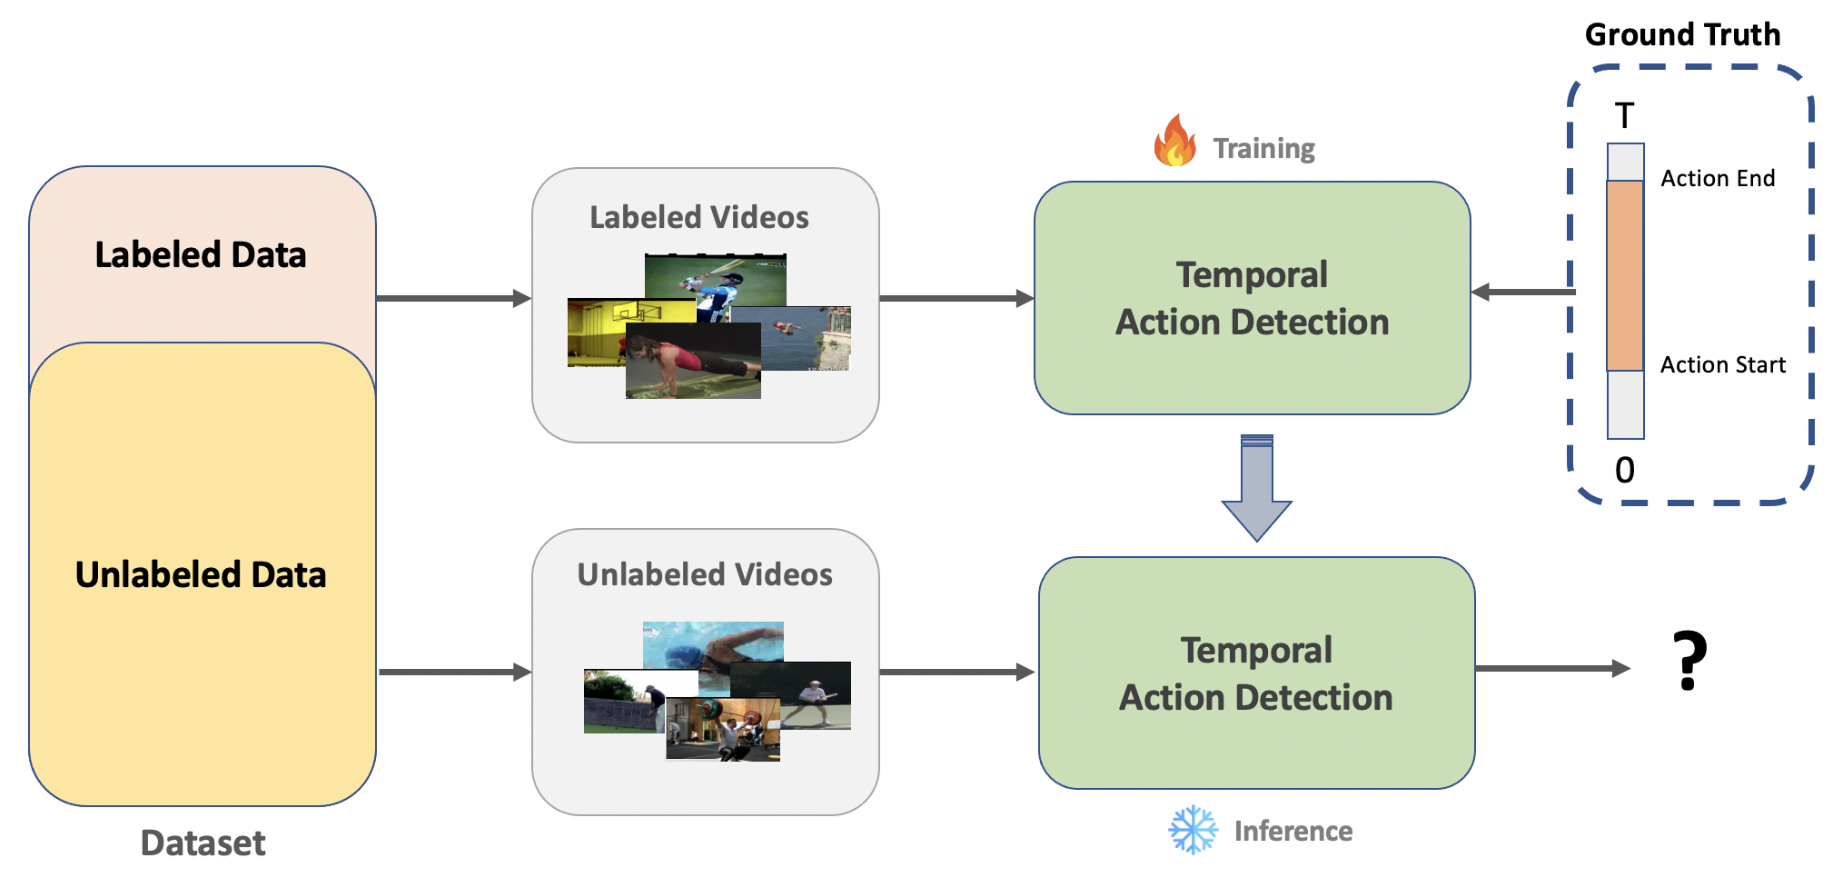 Ground Truth
T
Action End
Action Start
0
Training
Labeled Data
Labeled Videos
Temporal
Action Detection
Unlabeled Data
Unlabeled Videos
Temporal
Action Detection
?
Dataset
Inference